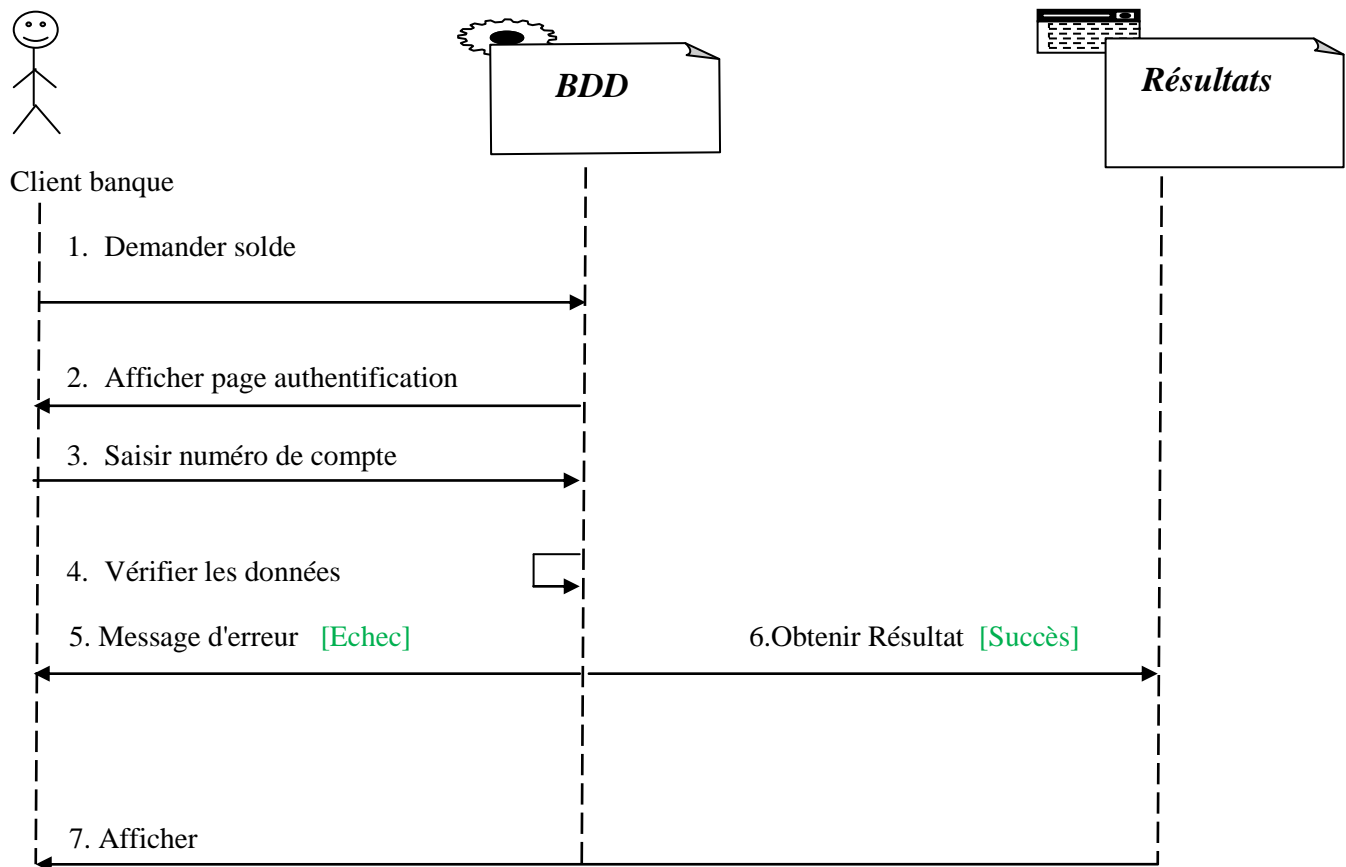 BDD
Résultats
Client banque
1. Demander solde
2. Afficher page authentification
3. Saisir numéro de compte
4. Vérifier les données
5. Message d'erreur [Echec]
6.Obtenir Résultat [Succès]
7. Afficher